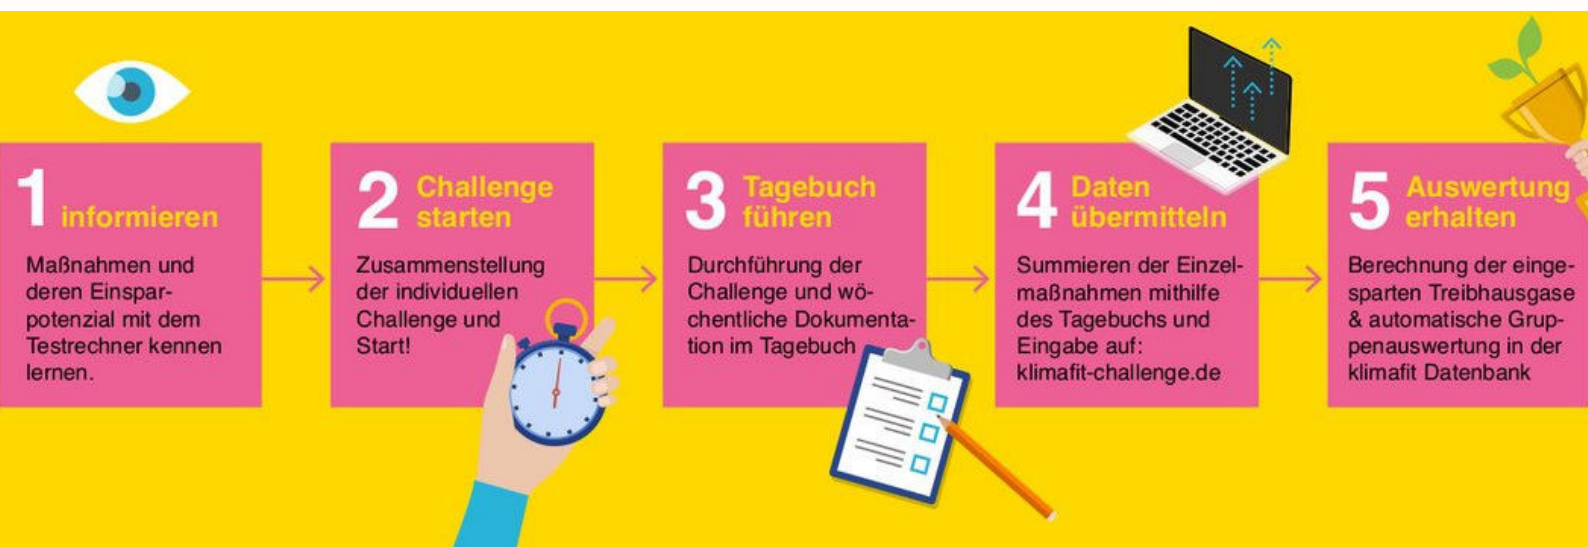 1 informieren
Maßnahmen und
deren Einspar-
potenzial mit dem
Testrechner kennen
lernen.
2 Challenge
starten
Zusammenstellung
der individuellen
Challenge und
Start!
3 Tagebuch
führen
Durchführung der
Challenge und wö-
chentliche Dokumenta-
tion im Tagebuch
4 Daten
übermitteln
Summieren der Einzel-
maßnahmen mithilfe
des Tagebuchs und
Eingabe auf:
klimafit-challenge.de
5 Auswertung
erhalten
Berechnung der einge-
sparten Treibhausgase
& automatische Grup-
penauswertung in der
klimafit Datenbank